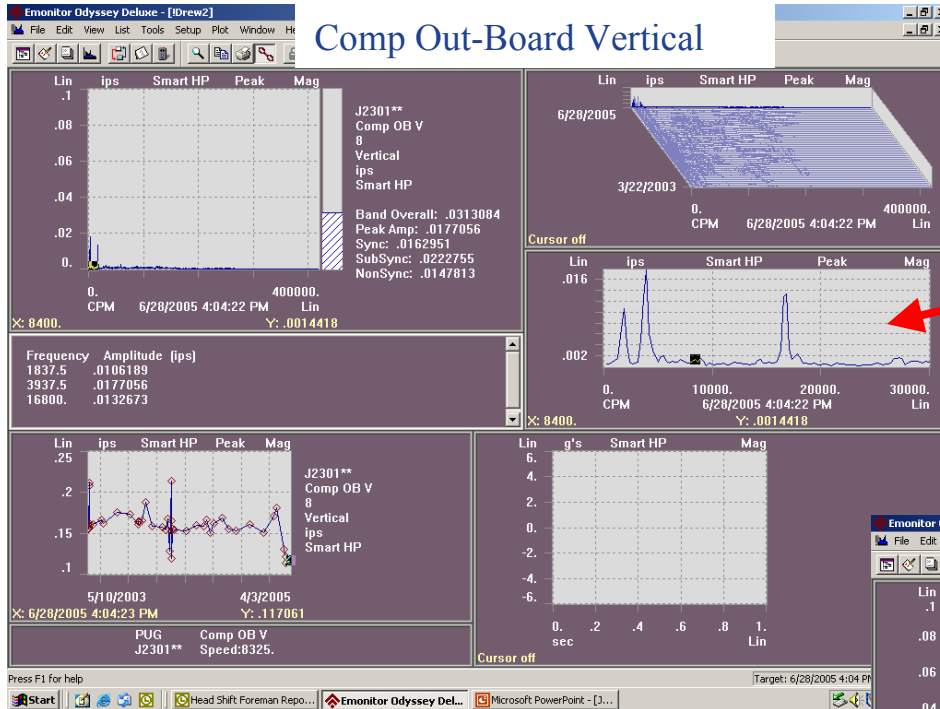 Emonitor Odyssey Deluxe - [!Drew2]
File Edit View List Tools Setup Plot Window He
Comp Out-Board Vertical
Lin ips Smart HP Peak Mag
.1
.08
.06
.04
.02
0.
0. 400000.
CPM 6/28/2005 4:04:22 PM Lin
X: 8400. Y: .0014418
J2301**
Comp OB V
8
Vertical
ips
Smart HP
Band Overall: .0313084
Peak Amp: .0177056
Sync: .0162951
SubSync: .0222755
NonSync: .0147813
Lin ips Smart HP Peak Mag
6/28/2005
3/22/2003
0. 400000.
CPM 6/28/2005 4:04:22 PM Lin
Cursor off
Lin ips Smart HP Peak Mag
.016
.002
0. 10000. 20000. 30000.
CPM 6/28/2005 4:04:22 PM Lin
X: 8400. Y: .0014418
Frequency Amplitude (ips)
1837.5 .0106189
3937.5 .0177056
16800. .0132673
Lin ips Smart HP Peak Mag
.25
.2
.15
.1
5/10/2003 4/3/2005
X: 6/28/2005 4:04:23 PM Y: .117061
J2301**
Comp OB V
8
Vertical
ips
Smart HP
Lin g's Smart HP Mag
6.
4.
2.
0.
-2.
-4.
-6.
0. .2 .4 .6 .8 1.
sec Lin
Cursor off
PUG Comp OB V
J2301** Speed:8325.
Emonitor
File Edit
Lin
.1
.08
.06
.04
Press F1 for help
Target: 6/28/2005 4:04 PM
Start
Head Shift Foreman Repo...
Emonitor Odyssey Del...
Microsoft PowerPoint - [J...